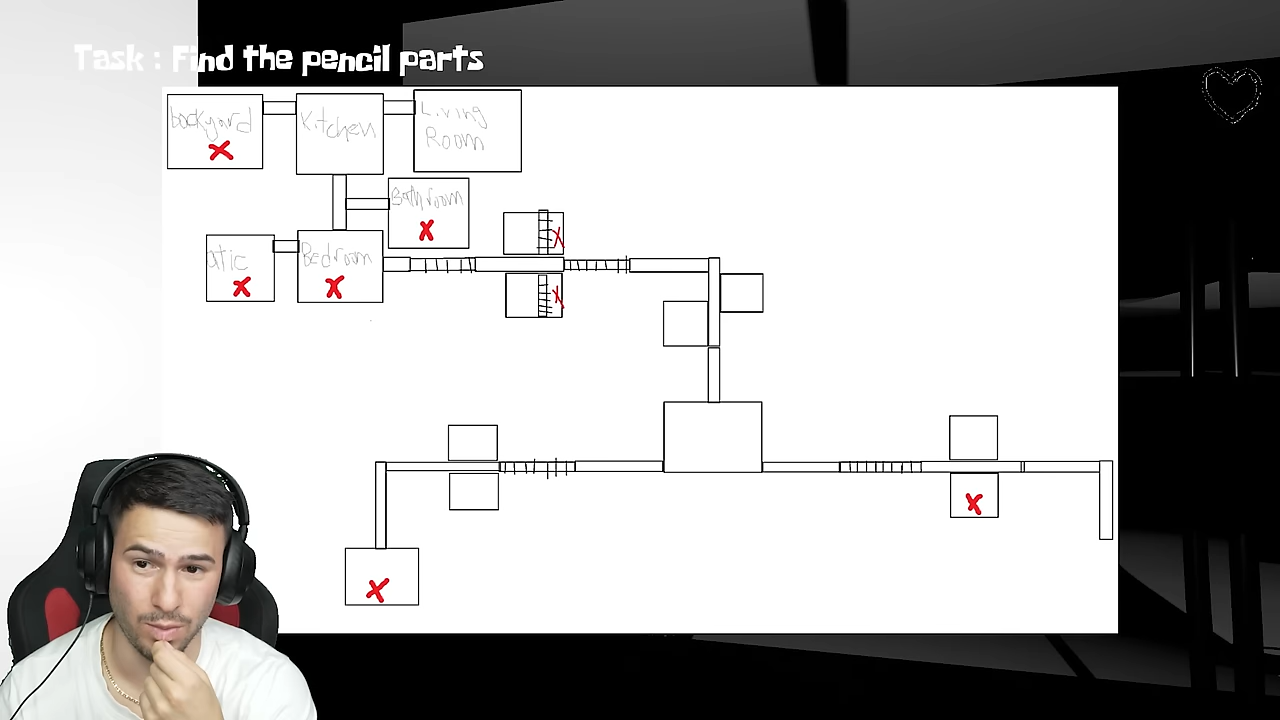 Task : Find the pencil parts
backyard
Kitchen
Living
Room
Bathroom
atic
Bedroom